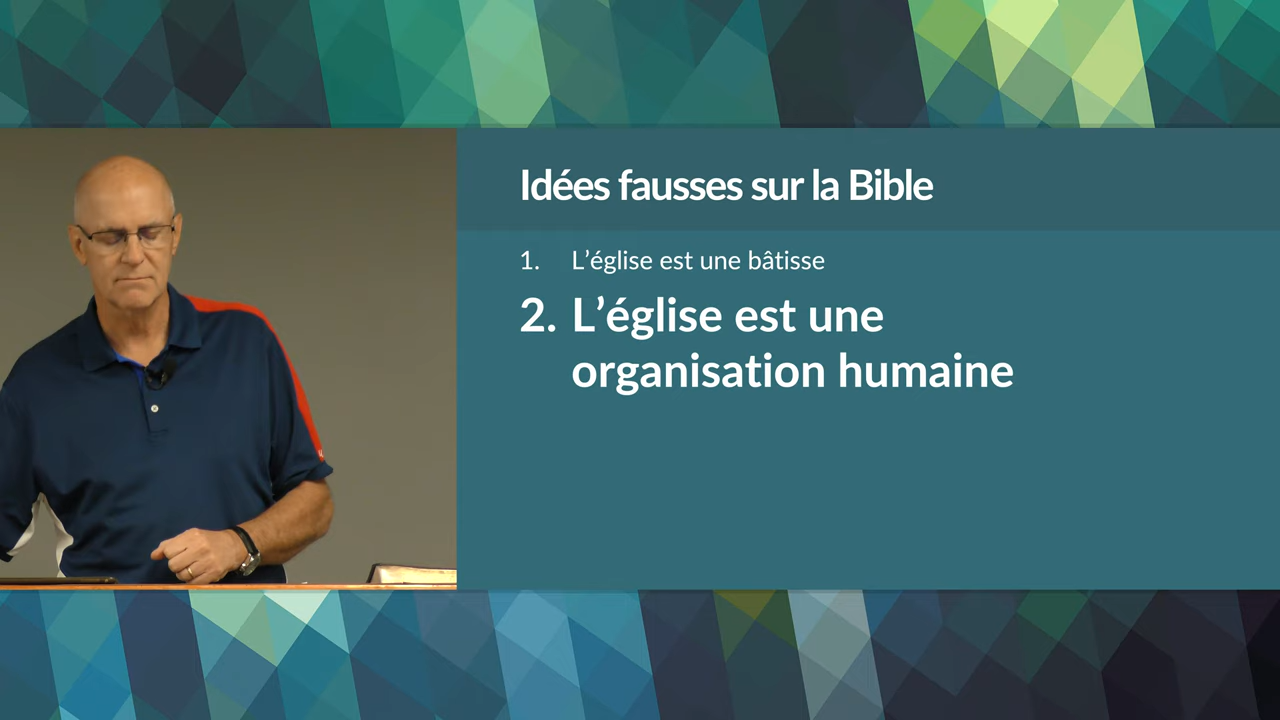 Idées fausses sur la Bible
1. L’église est une bâtisse
2. L’église est une
organisation humaine